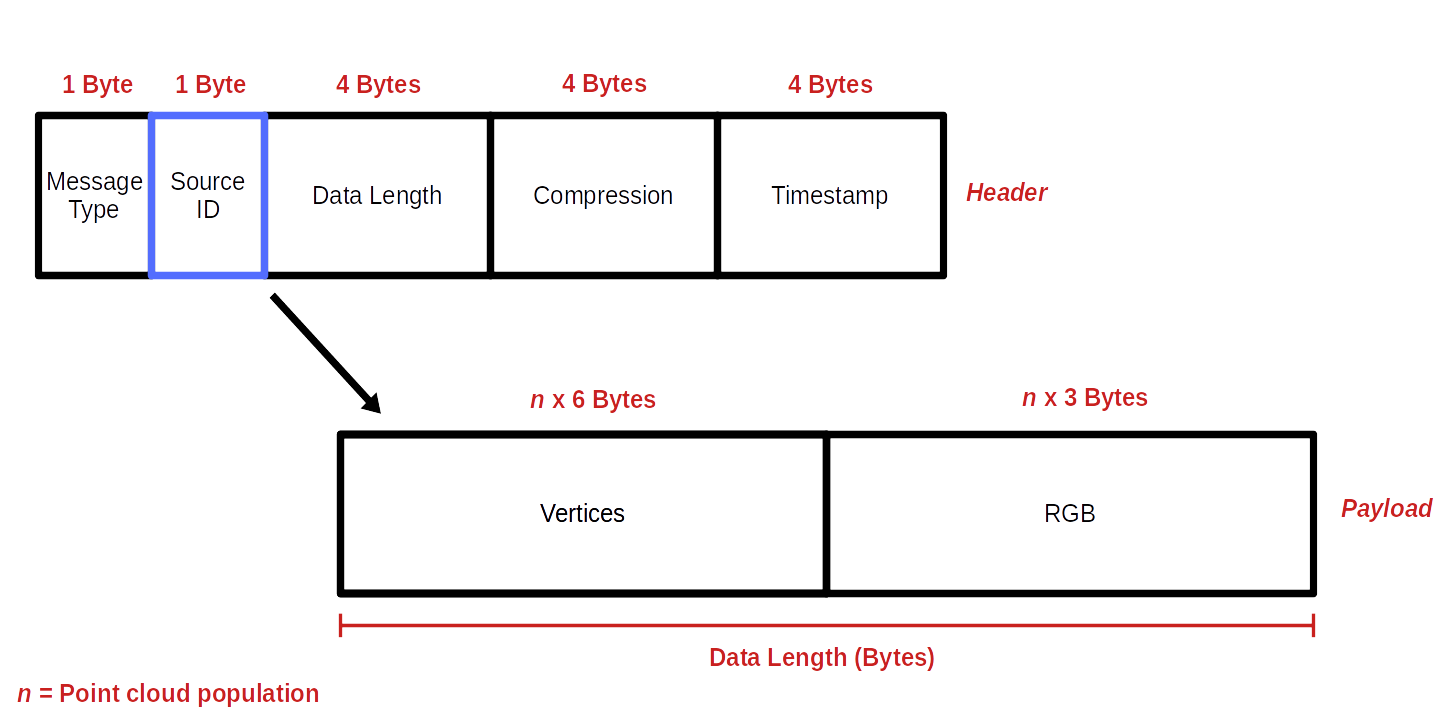 1 Byte
1 Byte
4 Bytes
4 Bytes
4 Bytes
Message
Type
Source
ID
Data Length
Compression
Timestamp
Header
n x 6 Bytes
n x 3 Bytes
Vertices
RGB
Payload
Data Length (Bytes)
n = Point cloud population